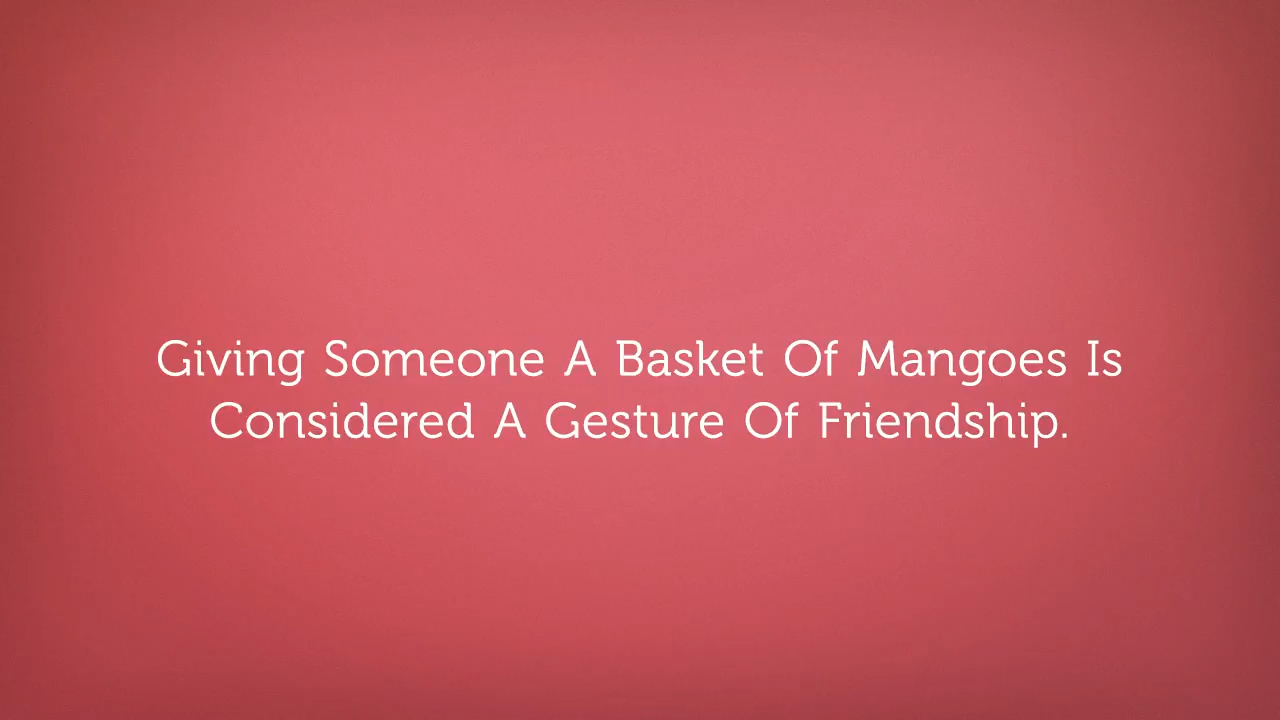 Giving Someone A Basket Of Mangoes Is
Considered A Gesture Of Friendship.